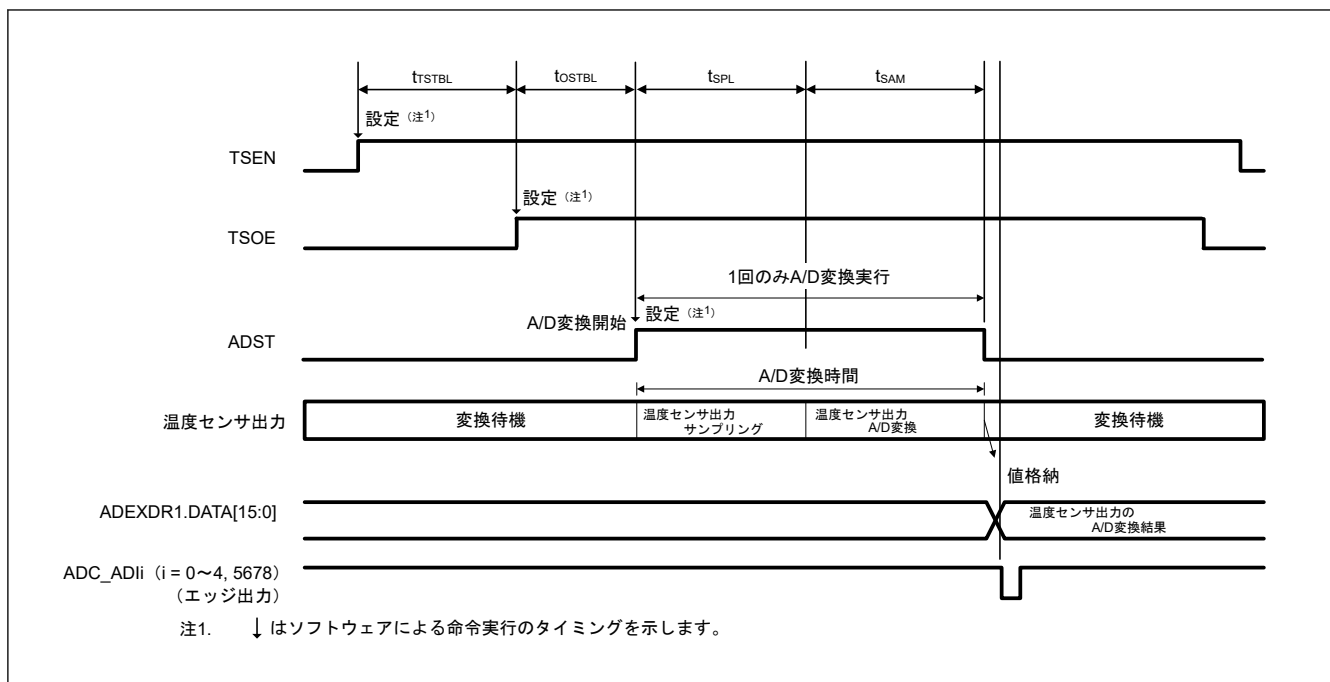 tTSTBL tOSTBL tSPL tSAM
設定（注1）
TSEN
設定（注1）
TSOE
1回のみA/D変換実行
A/D変換開始 設定（注1）
ADST
A/D変換時間
温度センサ出力 変換待機 温度センサ出力 サンプリング 温度センサ出力 A/D変換 変換待機
値格納
ADEXDR1.DATA[15:0] 温度センサ出力の A/D変換結果
ADC_ADIi（i = 0～4, 5678）
（エッジ出力）
注1. ↓はソフトウェアによる命令実行のタイミングを示します。